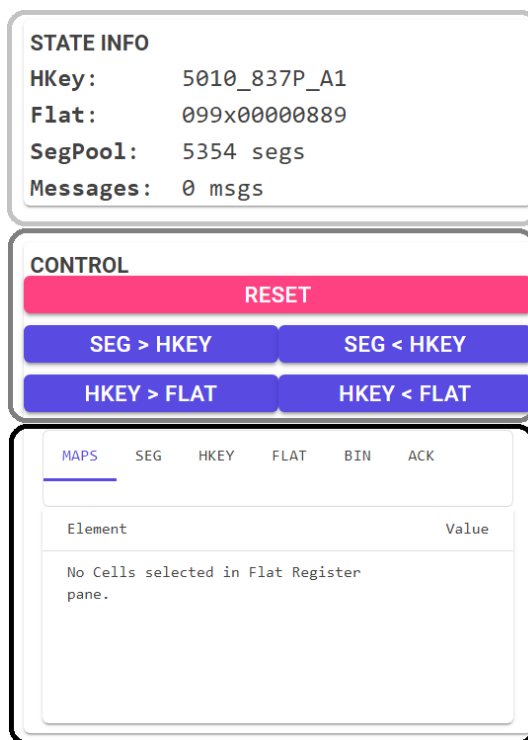 STATE INFO
HKey: 5010_837P_A1
Flat: 099x00000889
SegPool: 5354 segs
Messages: 0 msgs
CONTROL
RESET
SEG > HKEY SEG < HKEY
HKEY > FLAT HKEY < FLAT
MAPS SEG HKEY FLAT BIN ACK
Element Value
No Cells selected in Flat Register
pane.